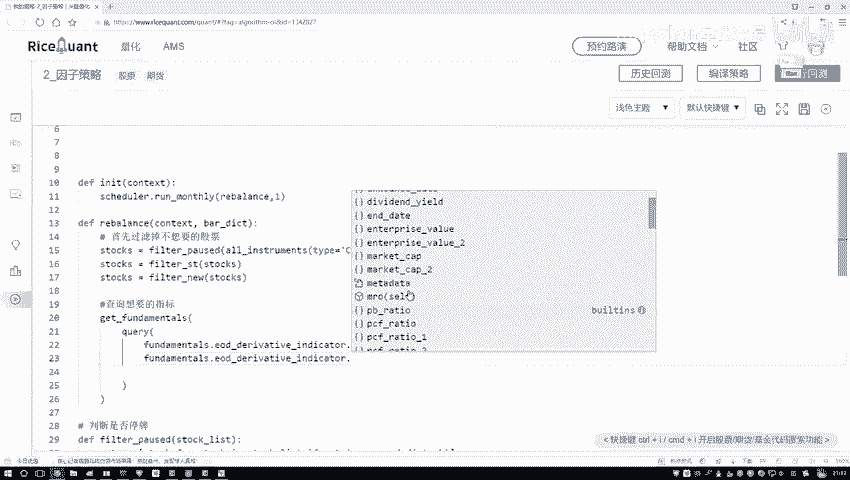 我的策略-2_因子策略 | 米筐量化
https://www.ricequant.com/quant/
RiceQuant 量化 AMS 预约路演 帮助文档 社区
2_因子策略 股票 期货 历史回测 编译策略 回测
浅色主题 默认快捷键
6
7
8
9
10 def init(context):
11 scheduler.run_monthly(rebalance,1)
12
13 def rebalance(context, bar_dict):
14 # 首先过滤掉不想要的股票
15 stocks = filter_paused(all_instruments(type='C
16 stocks = filter_st(stocks)
17 stocks = filter_new(stocks)
18
19 #查询想要的指标
20 get_fundamentals(
21 query(
22 fundamentals.eod_derivative_indicator.
23 fundamentals.eod_derivative_indicator.
24
25 )
26 )
27
28 # 判断是否停牌
29 def filter_paused(stock_list):
dividend_yield
end_date
enterprise_value
enterprise_value_2
market_cap
market_cap_2
metadata
mro(self)
pb_ratio builtins
pcf_ratio
pcf_ratio_1
pcf_ratio_2
< 快捷键 ctrl + i / cmd + i 开启股票/期货/基金代码搜索功能 >